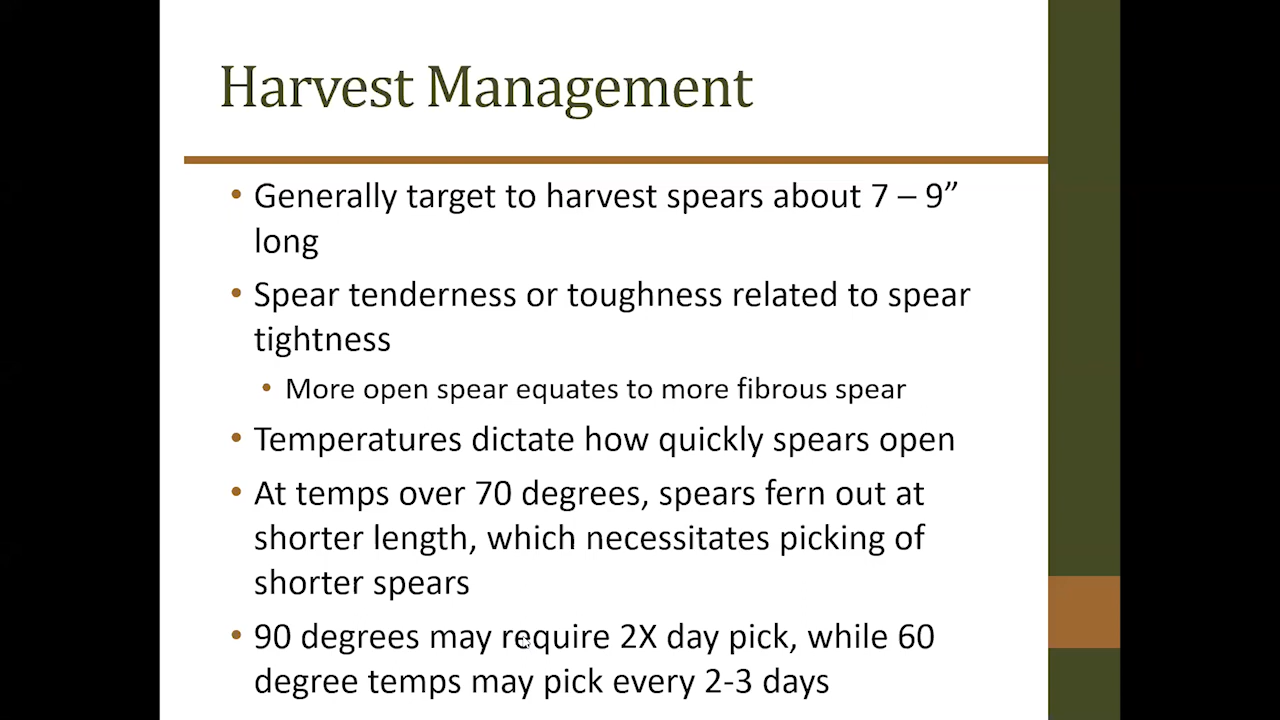 Harvest Management
• Generally target to harvest spears about 7 – 9”
long
• Spear tenderness or toughness related to spear
tightness
• More open spear equates to more fibrous spear
• Temperatures dictate how quickly spears open
• At temps over 70 degrees, spears fern out at
shorter length, which necessitates picking of
shorter spears
• 90 degrees may require 2X day pick, while 60
degree temps may pick every 2-3 days